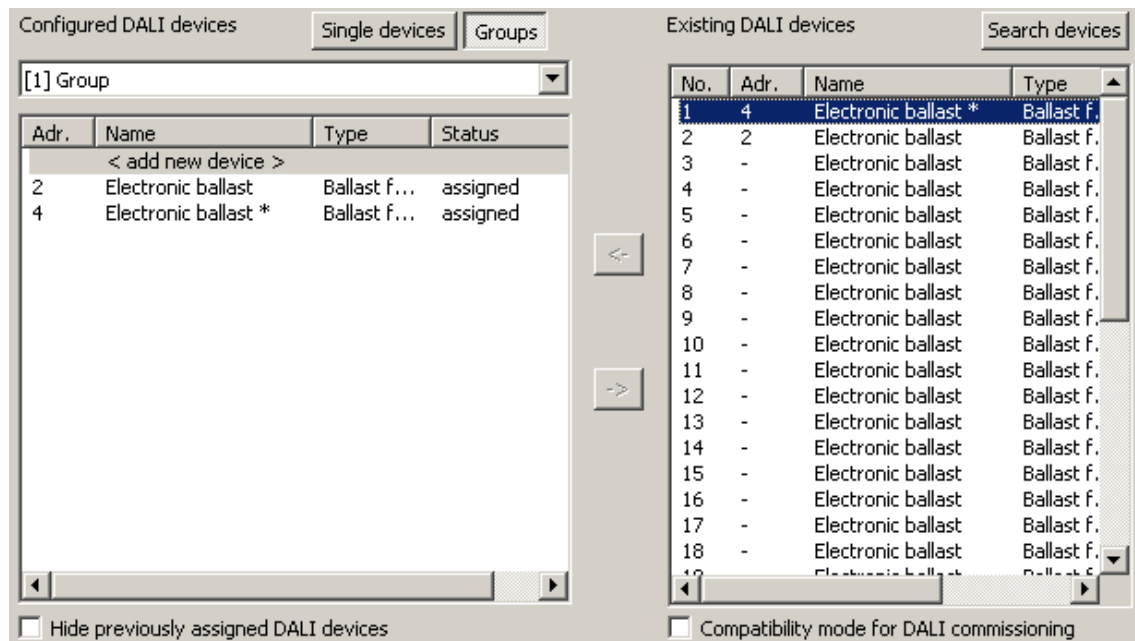 Configured DALI devices Single devices Groups
[1] Group
Adr. Name Type Status
< add new device >
2 Electronic ballast Ballast f... assigned
4 Electronic ballast * Ballast f... assigned
Hide previously assigned DALI devices
<-
->
Existing DALI devices Search devices
No. Adr. Name Type
1 4 Electronic ballast * Ballast f.
2 2 Electronic ballast Ballast f.
3 - Electronic ballast Ballast f.
4 - Electronic ballast Ballast f.
5 - Electronic ballast Ballast f.
6 - Electronic ballast Ballast f.
7 - Electronic ballast Ballast f.
8 - Electronic ballast Ballast f.
9 - Electronic ballast Ballast f.
10 - Electronic ballast Ballast f.
11 - Electronic ballast Ballast f.
12 - Electronic ballast Ballast f.
13 - Electronic ballast Ballast f.
14 - Electronic ballast Ballast f.
15 - Electronic ballast Ballast f.
16 - Electronic ballast Ballast f.
17 - Electronic ballast Ballast f.
18 - Electronic ballast Ballast f.
Compatibility mode for DALI commissioning